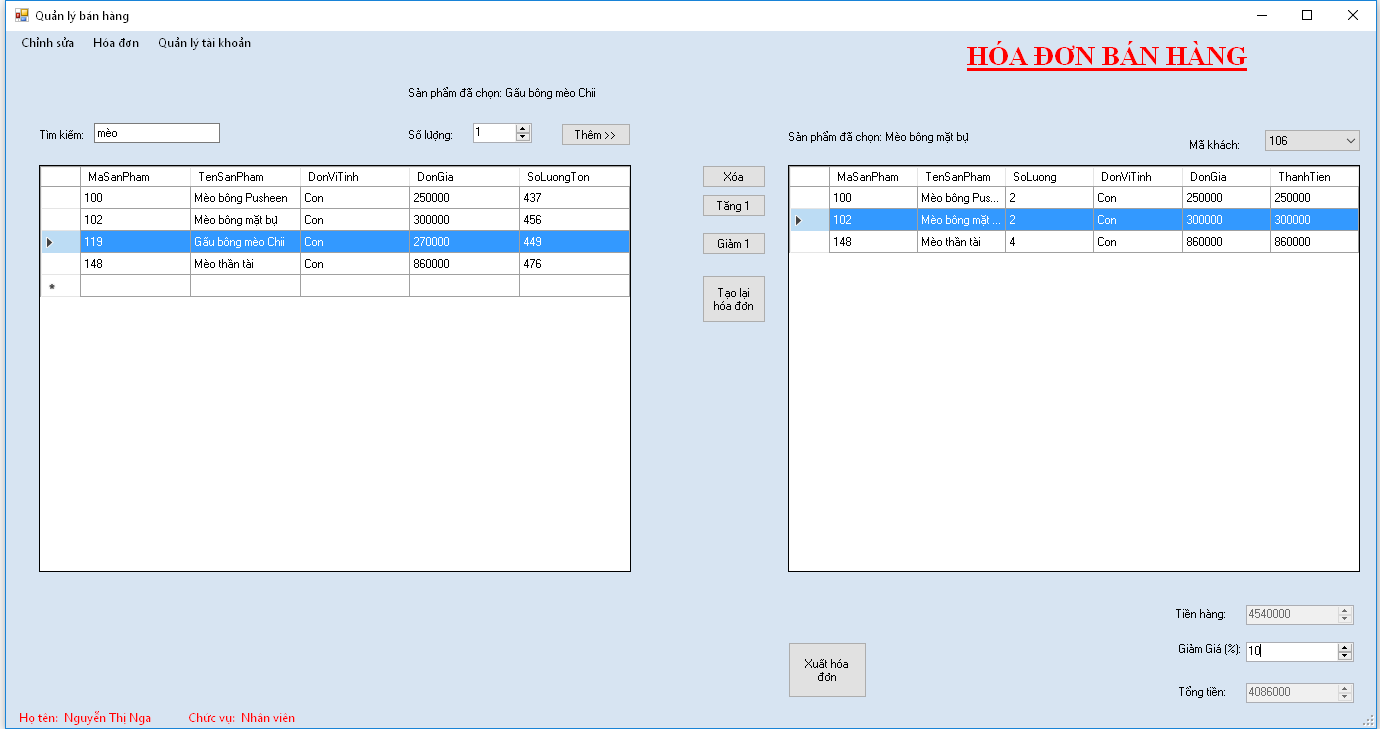 Quản lý bán hàng
Chỉnh sửa Hóa đơn Quản lý tài khoản
HÓA ĐƠN BÁN HÀNG
Sản phẩm đã chọn: Gấu bông mèo Chii
Tìm kiếm: mèo Số lượng: 1 Thêm >>
Sản phẩm đã chọn: Mèo bông mặt bự Mã khách: 106
MaSanPham TenSanPham DonViTinh DonGia SoLuongTon
100 Mèo bông Pusheen Con 250000 437
102 Mèo bông mặt bự Con 300000 456
119 Gấu bông mèo Chii Con 270000 449
148 Mèo thần tài Con 860000 476
Xóa
Tăng 1
Giảm 1
Tạo lại
hóa đơn
MaSanPham TenSanPham SoLuong DonViTinh DonGia ThanhTien
100 Mèo bông Pus... 2 Con 250000 250000
102 Mèo bông mặt ... 2 Con 300000 300000
148 Mèo thần tài 4 Con 860000 860000
Tiền hàng: 4540000
Giảm Giá (%): 10
Tổng tiền: 4086000
Xuất hóa
đơn
Họ tên: Nguyễn Thị Nga Chức vụ: Nhân viên